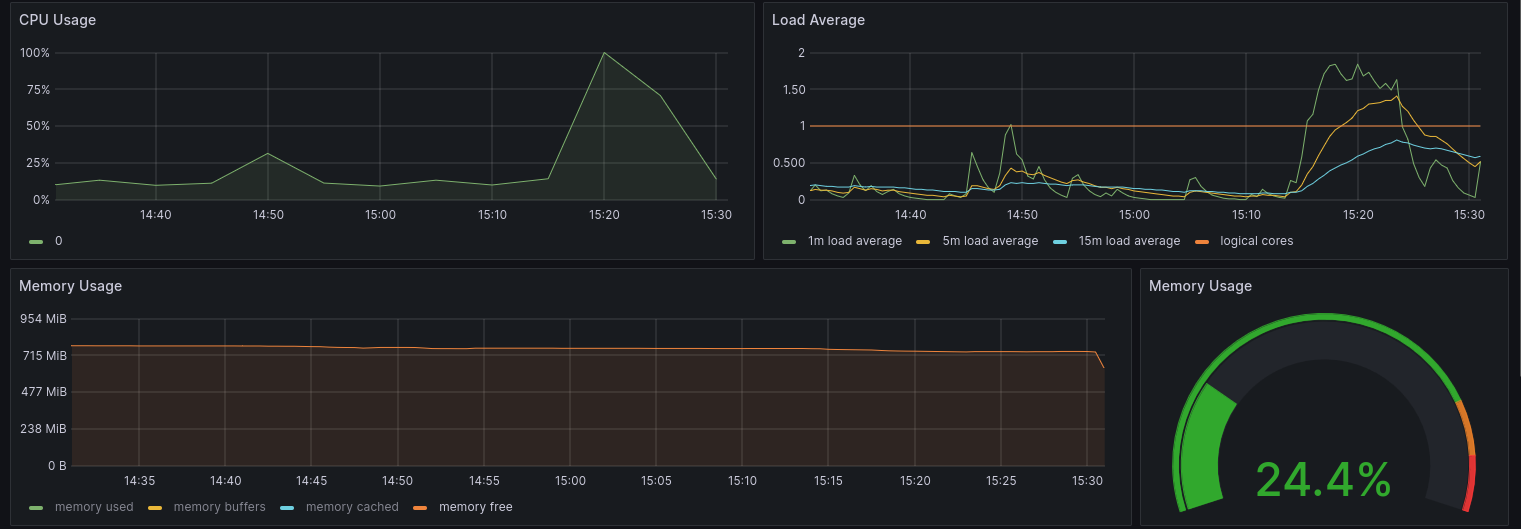 CPU Usage
100%
75%
50%
25%
0%
14:40 14:50 15:00 15:10 15:20 15:30
0
Load Average
2
1.50
1
0.500
0
14:40 14:50 15:00 15:10 15:20 15:30
1m load average 5m load average 15m load average logical cores
Memory Usage
954 MiB
715 MiB
477 MiB
238 MiB
0 B
14:35 14:40 14:45 14:50 14:55 15:00 15:05 15:10 15:15 15:20 15:25 15:30
memory used memory buffers memory cached memory free
Memory Usage
24.4%